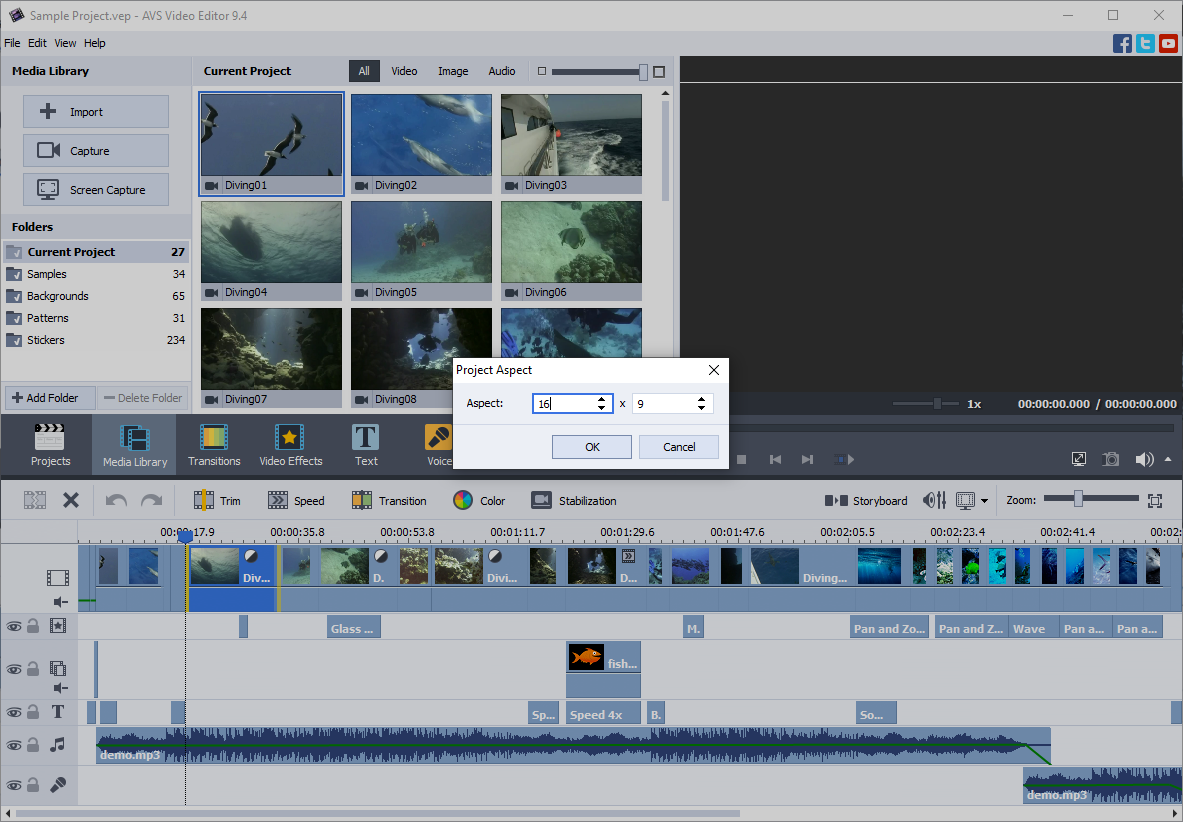 Sample Project.vep - AVS Video Editor 9.4
File Edit View Help
Media Library
Current Project
All Video Image Audio
Import
Capture
Screen Capture
Diving01
Diving02
Diving03
Folders
Current Project 27
Samples 34
Backgrounds 65
Patterns 31
Stickers 234
Diving04
Diving05
Diving06
Project Aspect
Aspect: 16 x 9
OK Cancel
Add Folder Delete Folder
Diving07
Diving08
1x 00:00:00.000 / 00:00:00.000
Projects Media Library Transitions Video Effects Text Voice
Trim Speed Transition Color Stabilization Storyboard Zoom:
00:00:17.9 00:00:35.8 00:00:53.8 00:01:11.7 00:01:29.6 00:01:47.6 00:02:05.5 00:02:23.4 00:02:41.4 00:02:
Div... D. Divi... D... Diving...
Glass ... M. Pan and Zo... Pan and Z... Wave Pan a... Pan a...
fish...
T Sp... Speed 4x B. So...
demo.mp3
demo.mp3